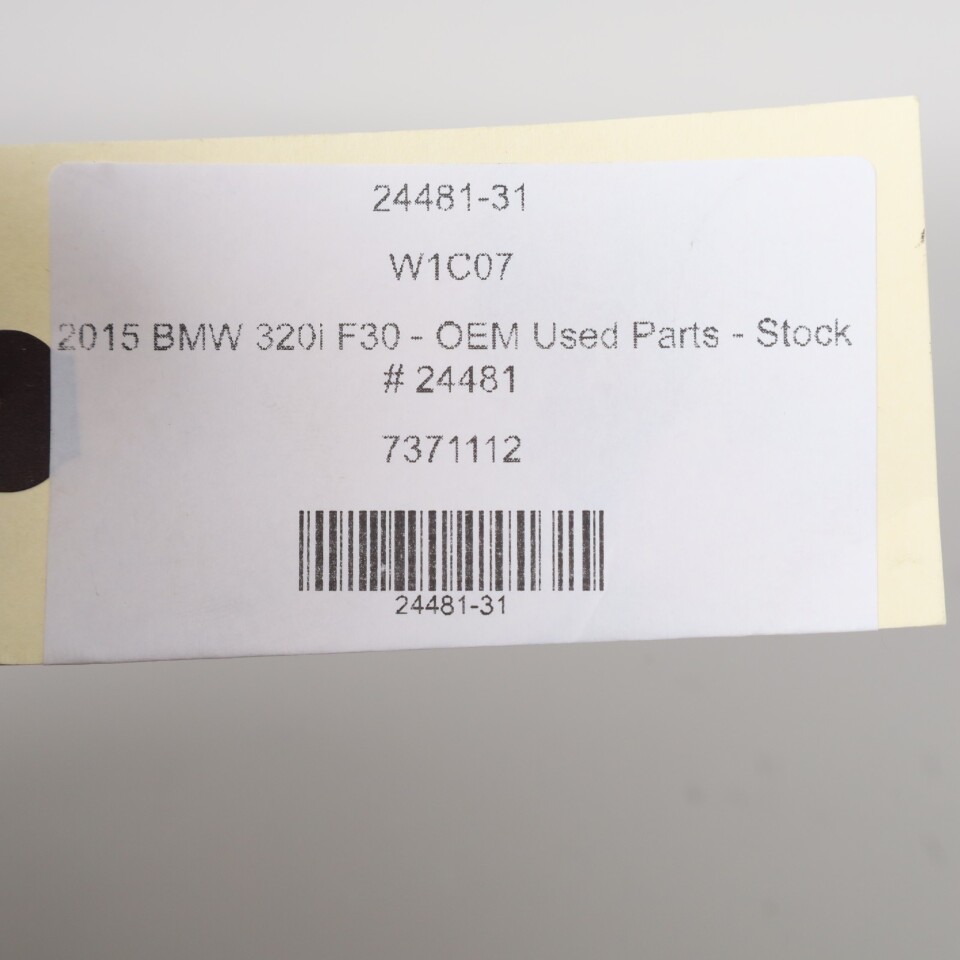 24481-31
W1C07
2015 BMW 320i F30 - OEM Used Parts - Stock
# 24481
7371112
24481-31